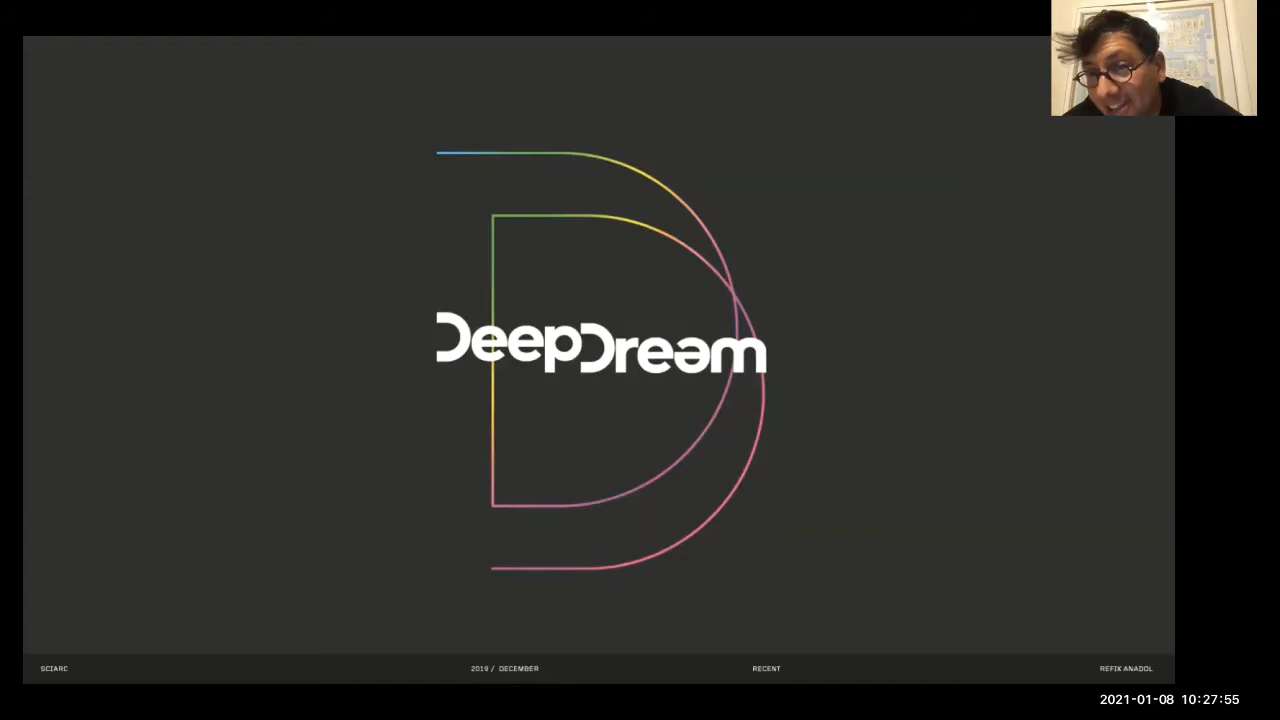 DeepDream
SCIARC
2019 / DECEMBER
RECENT
REFIK ANADOL
2021-01-08 10:27:55